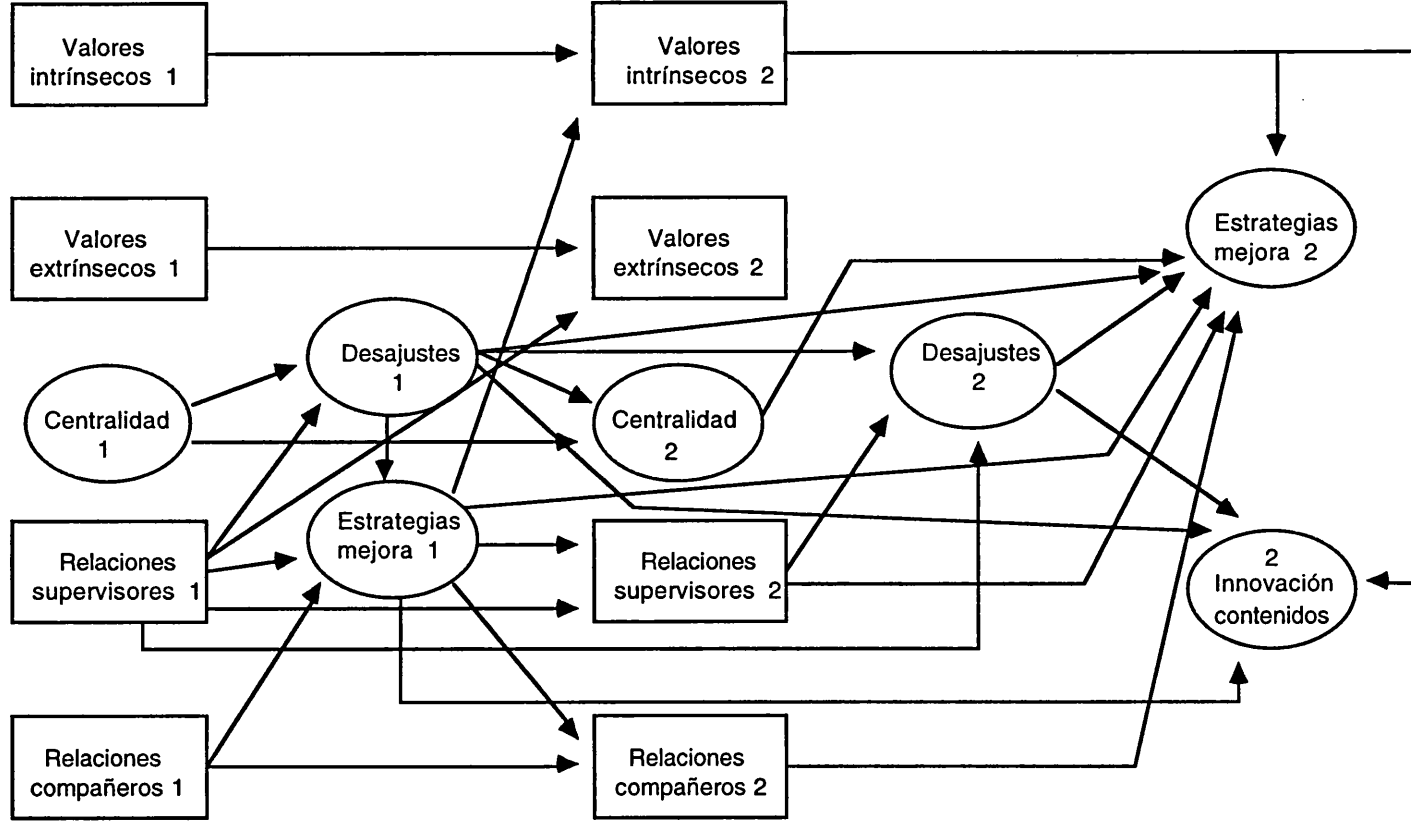 Valores
intrínsecos 1
Valores
intrínsecos 2
Valores
extrínsecos 1
Valores
extrínsecos 2
Estrategias
mejora 2
Desajustes
1
Desajustes
2
Centralidad
1
Centralidad
2
Estrategias
mejora 1
Relaciones
supervisores 1
Relaciones
supervisores 2
2
Innovación
contenidos
Relaciones
compañeros 1
Relaciones
compañeros 2